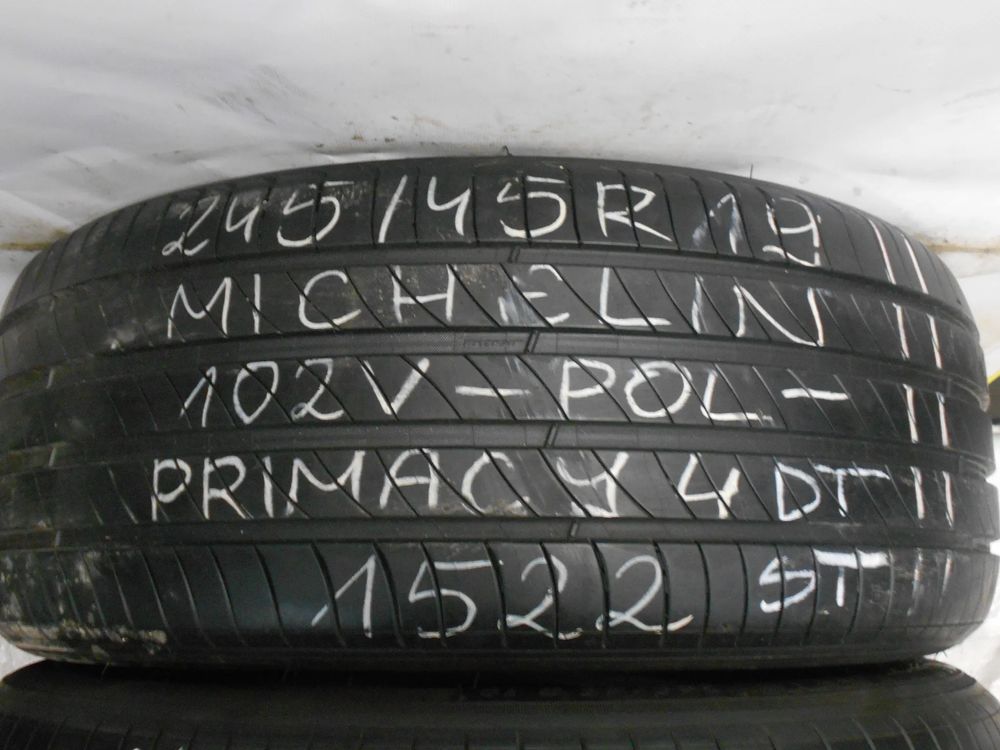 245/45R19
MICHELIN
102V-POL-
PRIMACY 4 DT
1522 ST